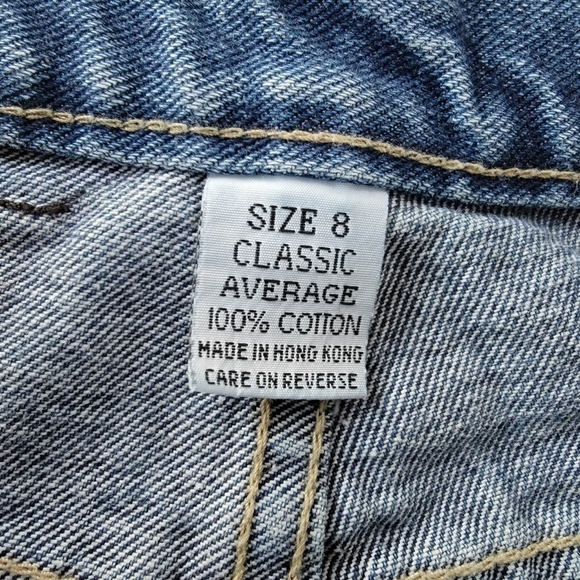 SIZE 8
CLASSIC
AVERAGE
100% COTTON
MADE IN HONG KONG
CARE ON REVERSE